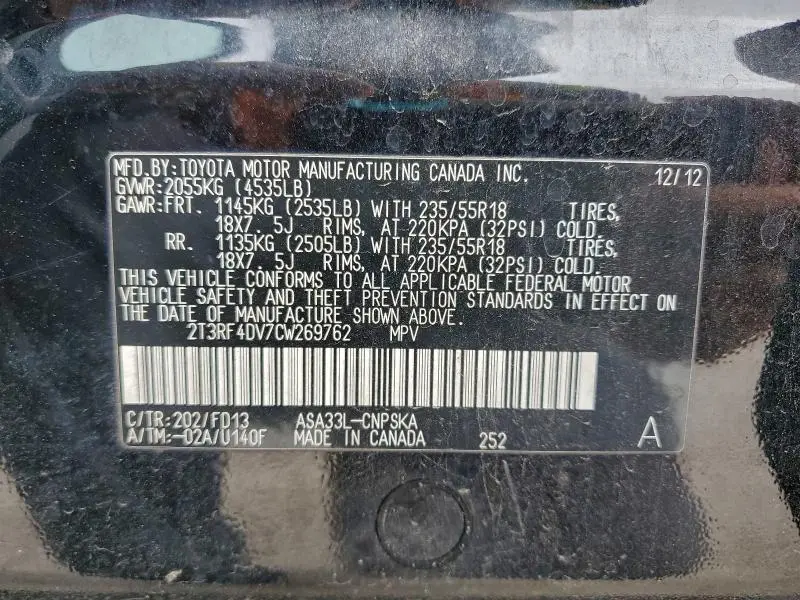 MFD.BY:TOYOTA MOTOR MANUFACTURING CANADA INC. 12/12
GVWR:2055KG (4535LB)
GAWR:FRT. 1145KG (2535LB) WITH 235/55R18 TIRES,
18X7. 5J RIMS, AT 220KPA (32PSI) COLD.
RR. 1135KG (2505LB) WITH 235/55R18 TIRES,
18X7. 5J RIMS, AT 220KPA (32PSI) COLD.
THIS VEHICLE CONFORMS TO ALL APPLICABLE FEDERAL MOTOR
VEHICLE SAFETY AND THEFT PREVENTION STANDARDS IN EFFECT ON
THE DATE OF MANUFACTURE SHOWN ABOVE.
2T3RF4DV7CW269762 MPV
C/TR:202/FD13 ASA33L-CNPSKA
A/TM:-02A/U140F MADE IN CANADA 252 A